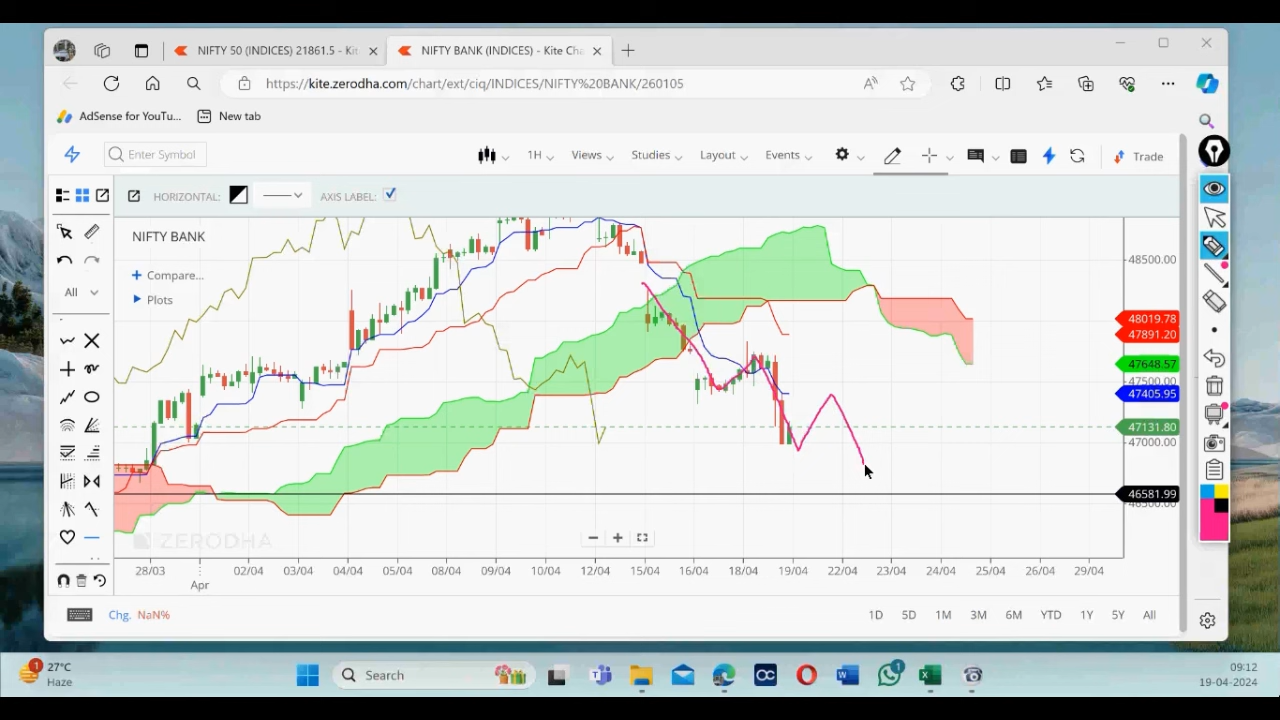 NIFTY 50 (INDICES) 21861.5 - Kit
NIFTY BANK (INDICES) - Kite Cha
https://kite.zerodha.com/chart/ext/ciq/INDICES/NIFTY%20BANK/260105
AdSense for YouTu...
New tab
Enter Symbol
1H
Views
Studies
Layout
Events
Trade
HORIZONTAL:
AXIS LABEL:
NIFTY BANK
Compare...
Plots
All
48500.00
48019.78
47891.20
47648.57
47500.00
47405.95
47131.80
47000.00
46581.99
46500.00
ZERODHA
28/03 02/04 03/04 04/04 05/04 08/04 09/04 10/04 12/04 15/04 16/04 18/04 19/04 22/04 23/04 24/04 25/04 26/04 29/04
Apr
Chg. NaN%
1D 5D 1M 3M 6M YTD 1Y 5Y All
1
27°C
Haze
Search
1
09:12
19-04-2024